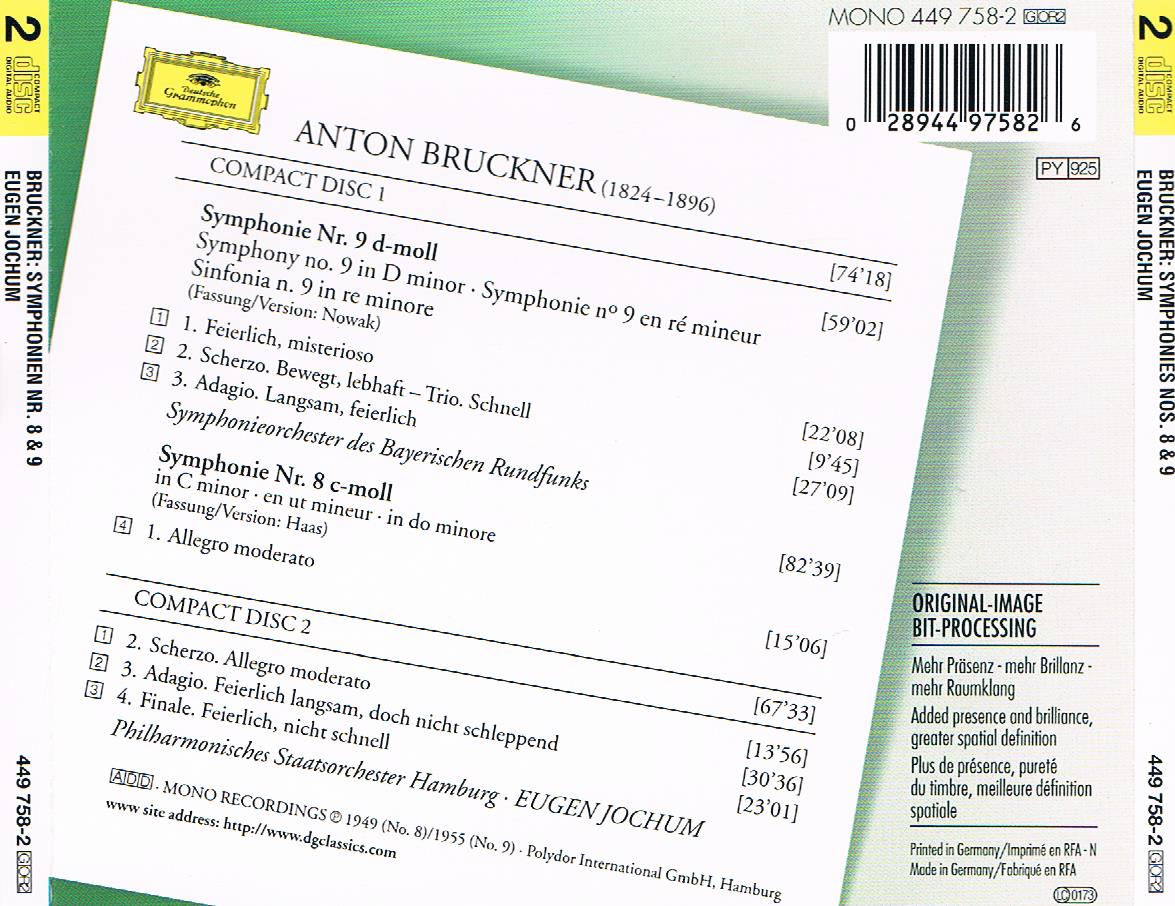 MONO 449 758-2 GOR2
0 28944 97582 6
PY 925
2
COMPACT
disc
DIGITAL AUDIO
BRUCKNER: SYMPHONIEN NR. 8 & 9
EUGEN JOCHUM
449 758-2 GOR2
Deutsche
Grammophon
ANTON BRUCKNER (1824–1896)
COMPACT DISC 1 [74'18]
Symphonie Nr. 9 d-moll [59'02]
Symphony no. 9 in D minor · Symphonie nº 9 en ré mineur
Sinfonia n. 9 in re minore
(Fassung/Version: Nowak)
1 1. Feierlich, misterioso [22'08]
2 2. Scherzo. Bewegt, lebhaft – Trio. Schnell [9'45]
3 3. Adagio. Langsam, feierlich [27'09]
Symphonieorchester des Bayerischen Rundfunks
Symphonie Nr. 8 c-moll [82'39]
in C minor · en ut mineur · in do minore
(Fassung/Version: Haas)
4 1. Allegro moderato [15'06]
COMPACT DISC 2 [67'33]
1 2. Scherzo. Allegro moderato [13'56]
2 3. Adagio. Feierlich langsam, doch nicht schleppend [30'36]
3 4. Finale. Feierlich, nicht schnell [23'01]
Philharmonisches Staatsorchester Hamburg · EUGEN JOCHUM
ADD · MONO RECORDINGS ℗ 1949 (No. 8)/1955 (No. 9) · Polydor International GmbH, Hamburg
www site address: http://www.dgclassics.com
ORIGINAL-IMAGE
BIT-PROCESSING
Mehr Präsenz - mehr Brillanz -
mehr Raumklang
Added presence and brilliance,
greater spatial definition
Plus de présence, pureté
du timbre, meilleure définition
spatiale
Printed in Germany/Imprimé en RFA - N
Made in Germany/Fabriqué en RFA
LC 0173
2
COMPACT
disc
DIGITAL AUDIO
BRUCKNER: SYMPHONIES NOS. 8 & 9
EUGEN JOCHUM
449 758-2 GOR2